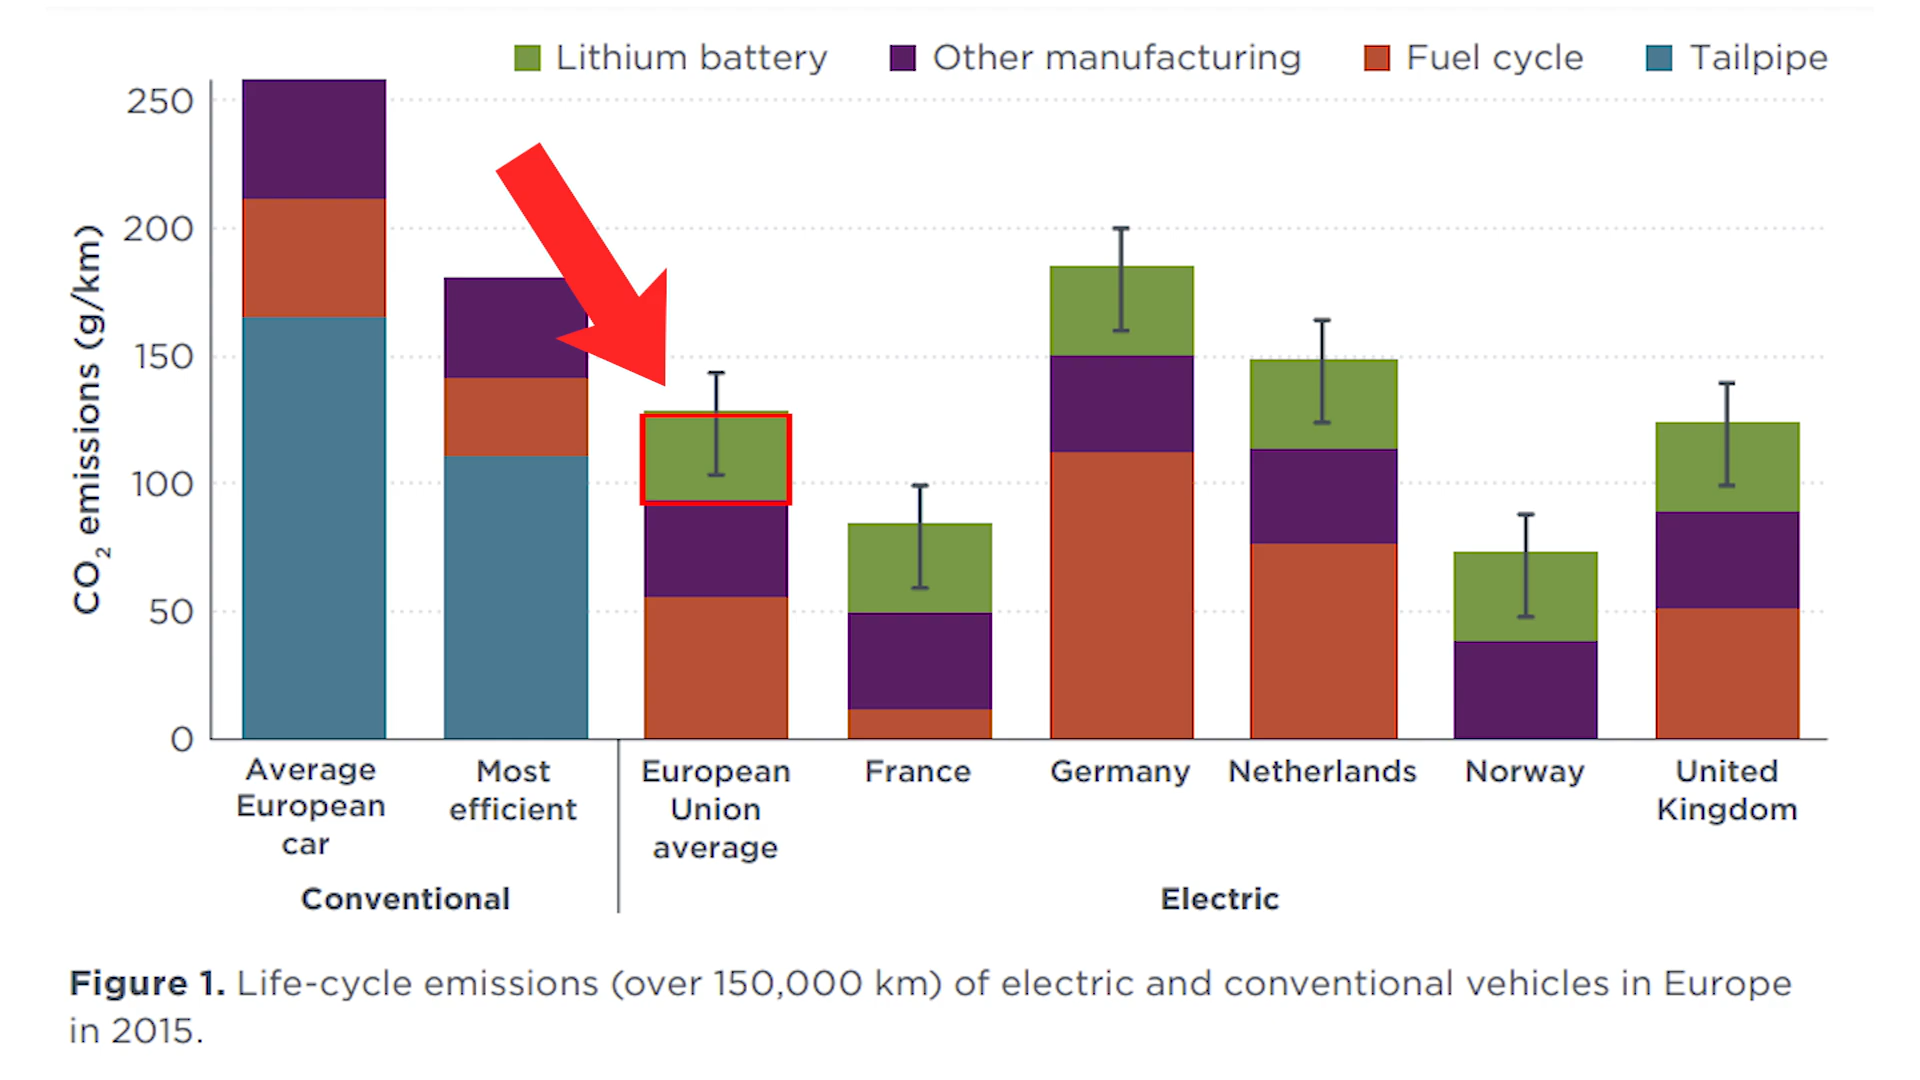 Lithium battery Other manufacturing Fuel cycle Tailpipe
250
200
150
100
50
0
CO2 emissions (g/km)
Average European car
Most efficient
European Union average
France
Germany
Netherlands
Norway
United Kingdom
Conventional
Electric
Figure 1. Life-cycle emissions (over 150,000 km) of electric and conventional vehicles in Europe
in 2015.